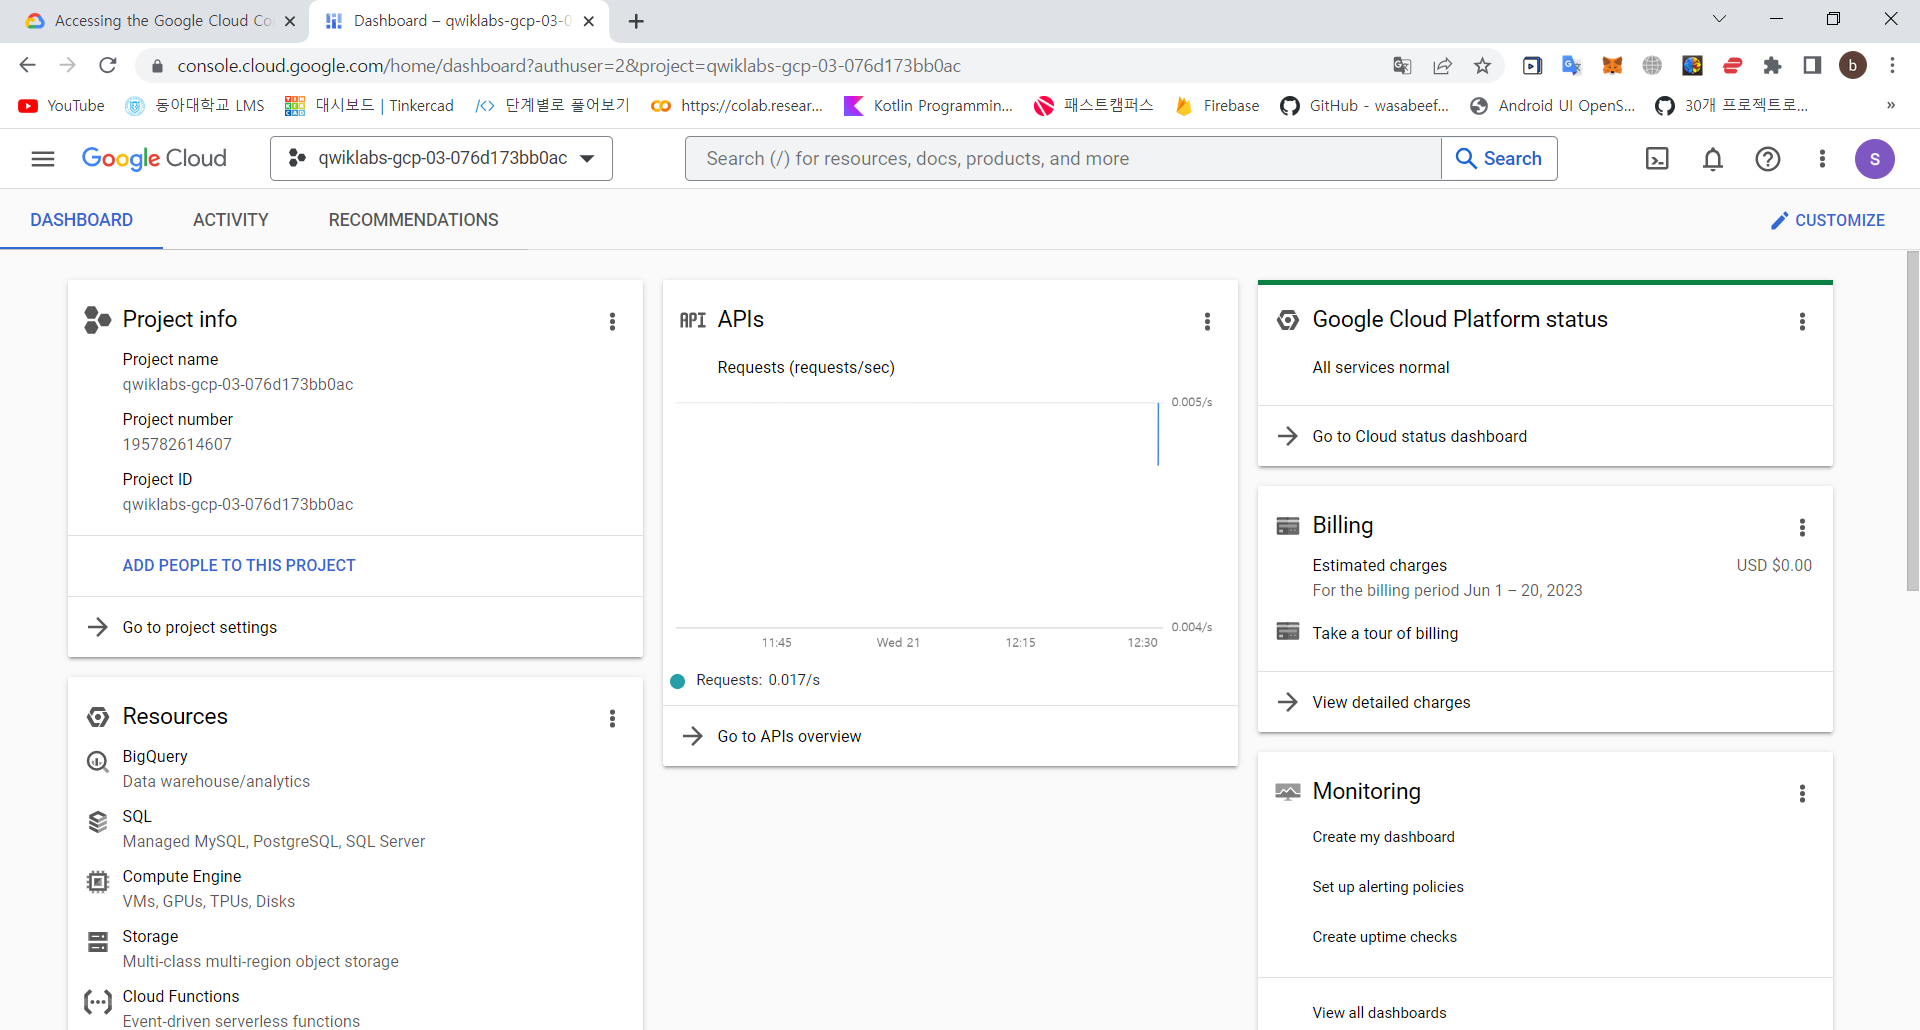 Accessing the Google Cloud Co
Dashboard – qwiklabs-gcp-03-0
console.cloud.google.com/home/dashboard?authuser=2&project=qwiklabs-gcp-03-076d173bb0ac
b
YouTube
동아대학교 LMS
대시보드 | Tinkercad
단계별로 풀어보기
https://colab.resear...
Kotlin Programmin...
패스트캠퍼스
Firebase
GitHub - wasabeef...
Android UI OpenS...
30개 프로젝트로...
»
Google Cloud
qwiklabs-gcp-03-076d173bb0ac
Search (/) for resources, docs, products, and more
Search
S
DASHBOARD
ACTIVITY
RECOMMENDATIONS
CUSTOMIZE
Project info
Project name
qwiklabs-gcp-03-076d173bb0ac
Project number
195782614607
Project ID
qwiklabs-gcp-03-076d173bb0ac
ADD PEOPLE TO THIS PROJECT
Go to project settings
Resources
BigQuery
Data warehouse/analytics
SQL
Managed MySQL, PostgreSQL, SQL Server
Compute Engine
VMs, GPUs, TPUs, Disks
Storage
Multi-class multi-region object storage
Cloud Functions
Event-driven serverless functions
API APIs
Requests (requests/sec)
0.005/s
0.004/s
11:45
Wed 21
12:15
12:30
Requests: 0.017/s
Go to APIs overview
Google Cloud Platform status
All services normal
Go to Cloud status dashboard
Billing
Estimated charges
USD $0.00
For the billing period Jun 1 – 20, 2023
Take a tour of billing
View detailed charges
Monitoring
Create my dashboard
Set up alerting policies
Create uptime checks
View all dashboards